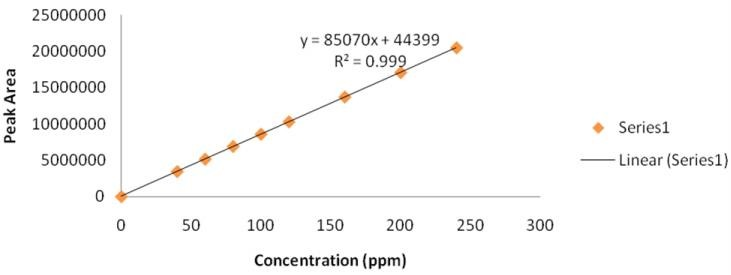 25000000
20000000
15000000
10000000
5000000
0
Peak Area
y = 85070x + 44399
R² = 0.999
0 50 100 150 200 250 300
Concentration (ppm)
Series1
Linear (Series1)